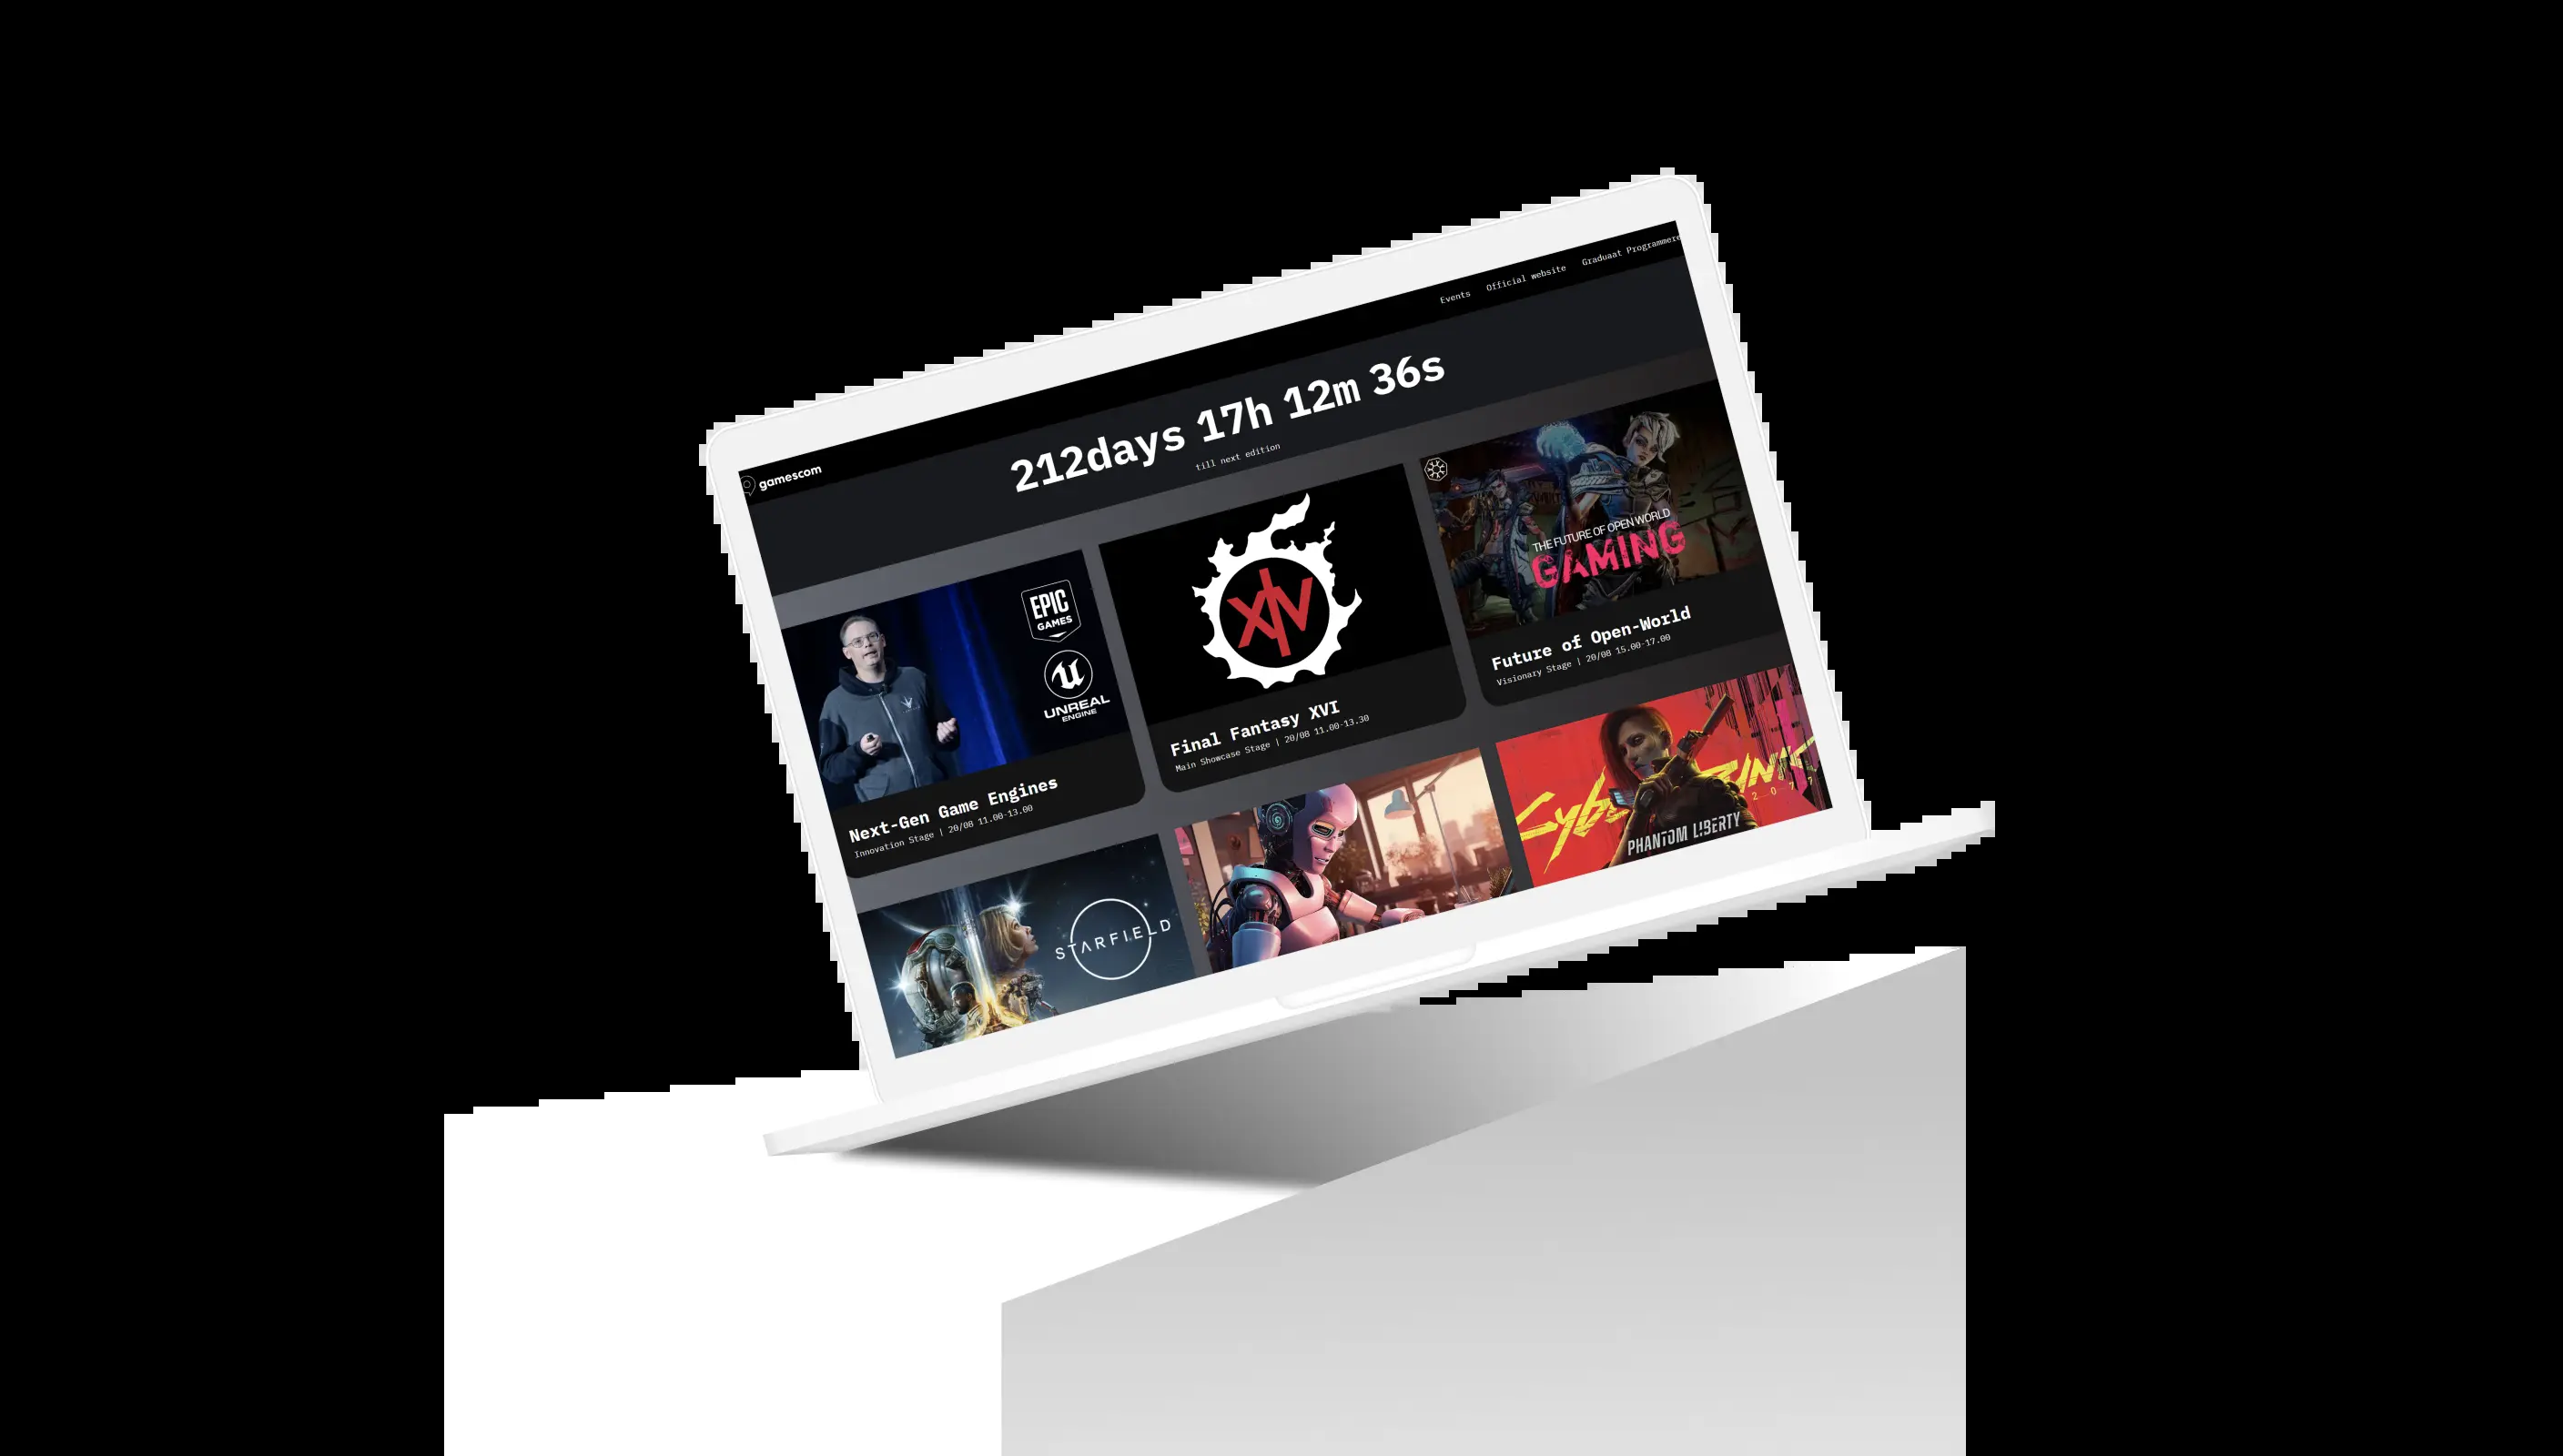 gamescom
Events Official website Graduaat Programmere
212days 17h 12m 36s
till next edition
EPIC
GAMES
UNREAL
ENGINE
Next-Gen Game Engines
Innovation Stage | 20/08 11.00-13.00
XIV
Final Fantasy XVI
Main Showcase Stage | 20/08 11.00-13.30
THE FUTURE OF OPEN WORLD
GAMING
Future of Open-World
Visionary Stage | 20/08 15.00-17.00
STARFIELD
2077
PHANTOM LIBERTY